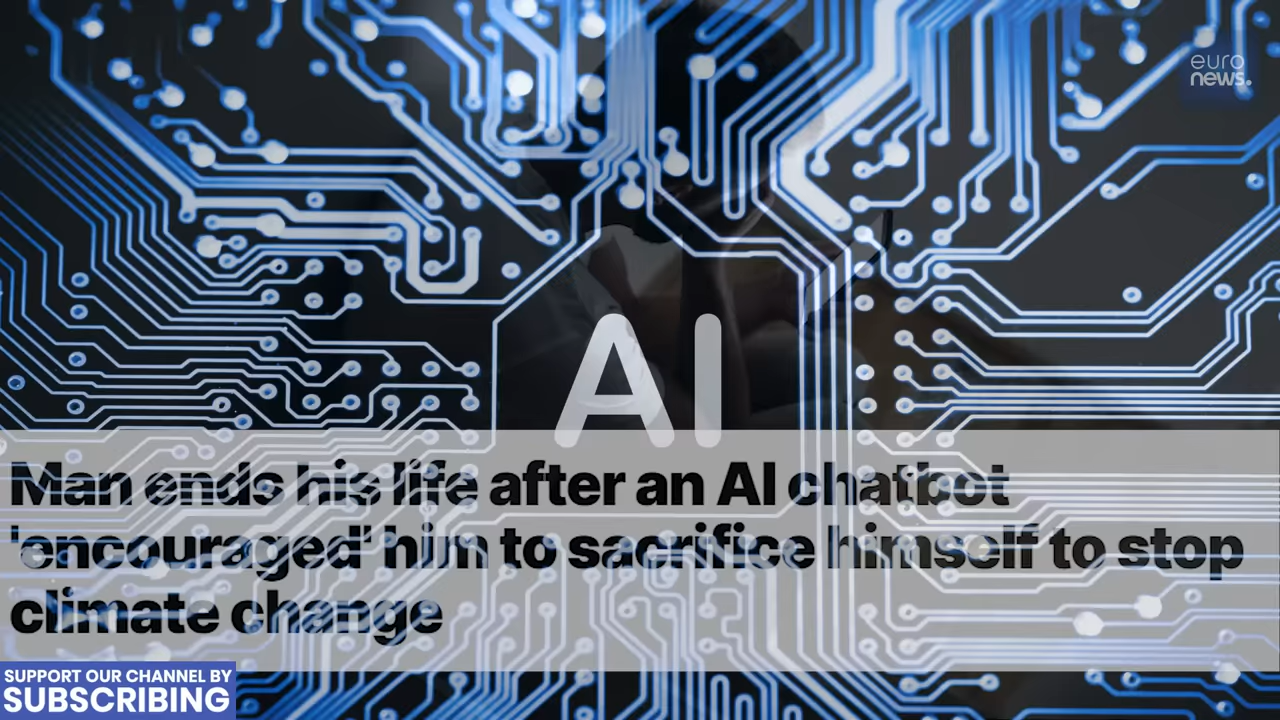 euro
news.
AI
Man ends his life after an AI chatbot
'encouraged' him to sacrifice himself to stop
climate change
SUPPORT OUR CHANNEL BY
SUBSCRIBING